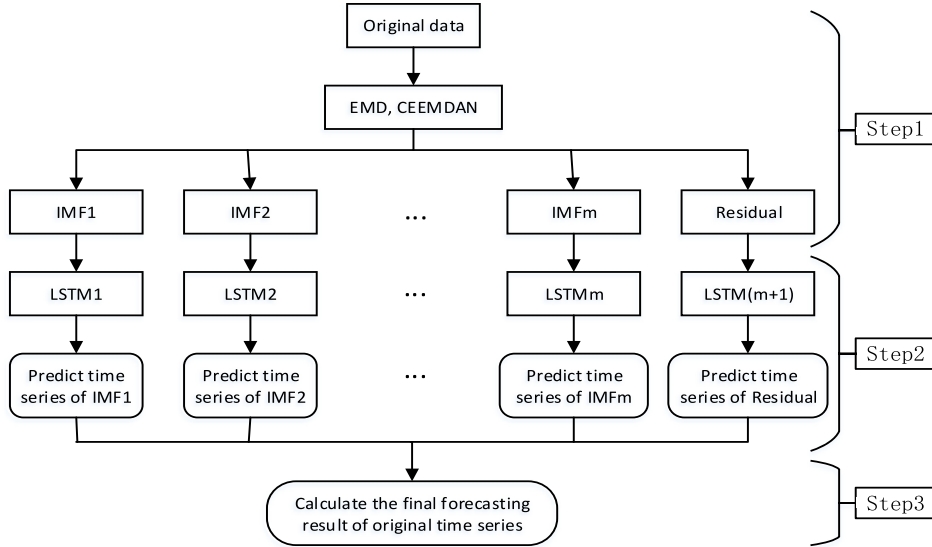 Original data
EMD, CEEMDAN
Step1
IMF1
IMF2
...
IMFm
Residual
LSTM1
LSTM2
...
LSTMm
LSTM(m+1)
Step2
Predict time
series of IMF1
Predict time
series of IMF2
...
Predict time
series of IMFm
Predict time
series of Residual
Calculate the final forecasting
result of original time series
Step3